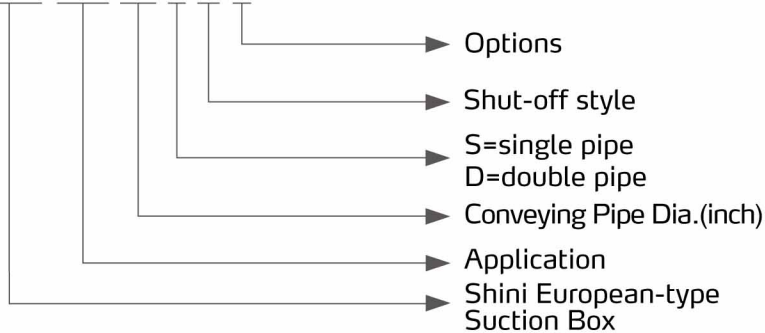 Options
Shut-off style
S=single pipe
D=double pipe
Conveying Pipe Dia.(inch)
Application
Shini European-type
Suction Box